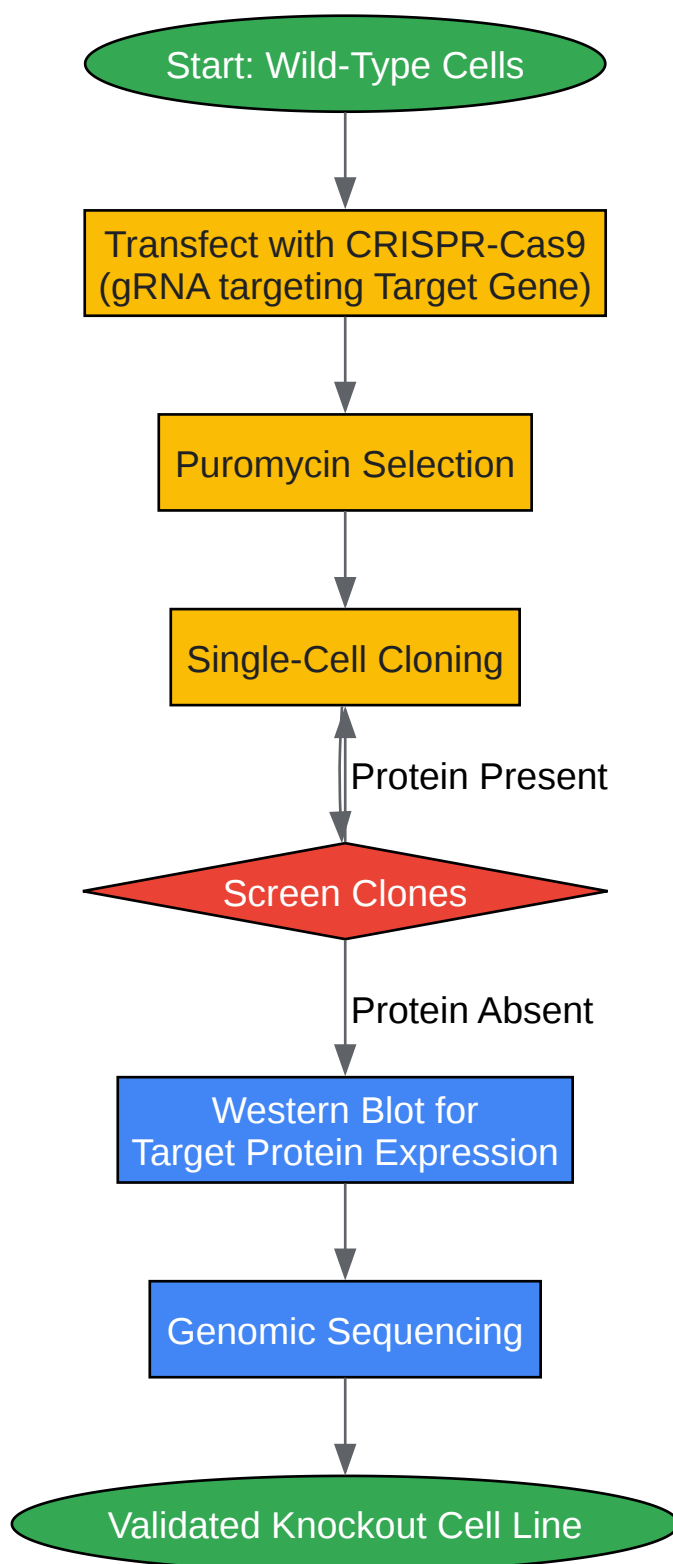 Start: Wild-Type Cells
Transfect with CRISPR-Cas9
(gRNA targeting Target Gene)
Puromycin Selection
Single-Cell Cloning
Protein Present
Screen Clones
Protein Absent
Western Blot for
Target Protein Expression
Genomic Sequencing
Validated Knockout Cell Line